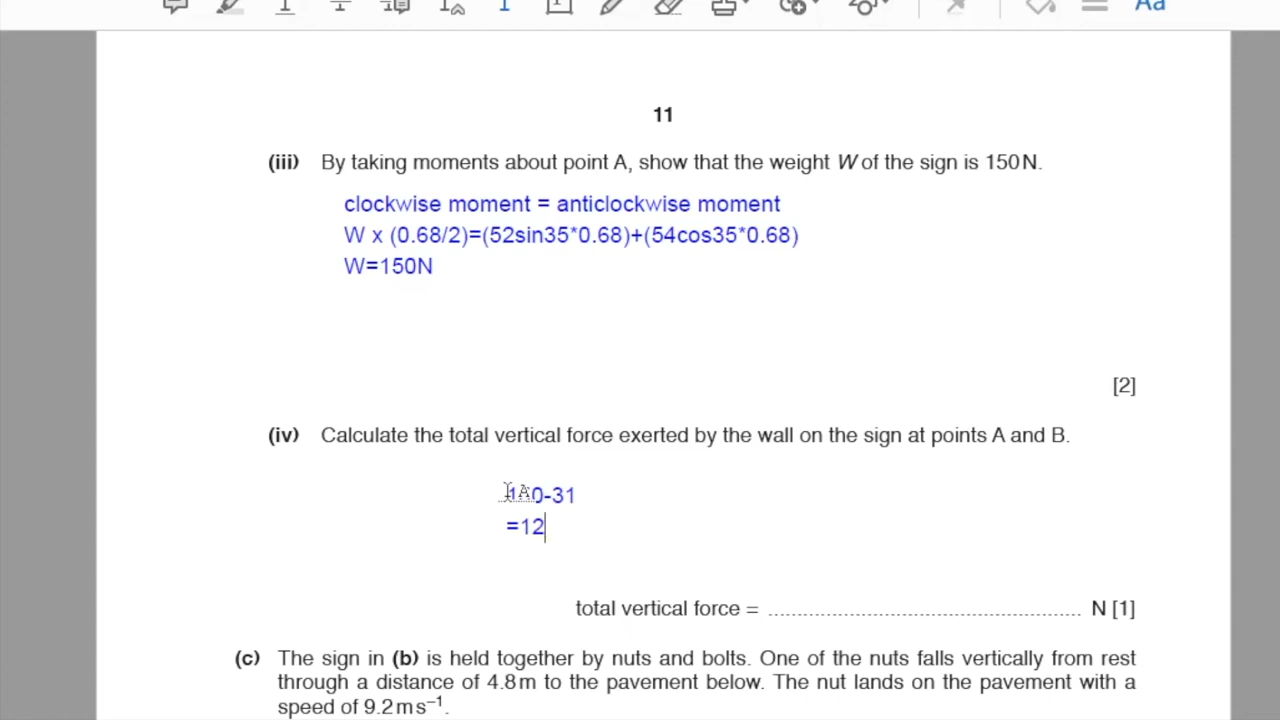 Aa
11
(iii) By taking moments about point A, show that the weight W of the sign is 150 N.
clockwise moment = anticlockwise moment
W x (0.68/2)=(52sin35*0.68)+(54cos35*0.68)
W=150N
[2]
(iv) Calculate the total vertical force exerted by the wall on the sign at points A and B.
0-31
=12
total vertical force = ................................................ N [1]
(c) The sign in (b) is held together by nuts and bolts. One of the nuts falls vertically from rest
through a distance of 4.8 m to the pavement below. The nut lands on the pavement with a
speed of 9.2 m s⁻¹.